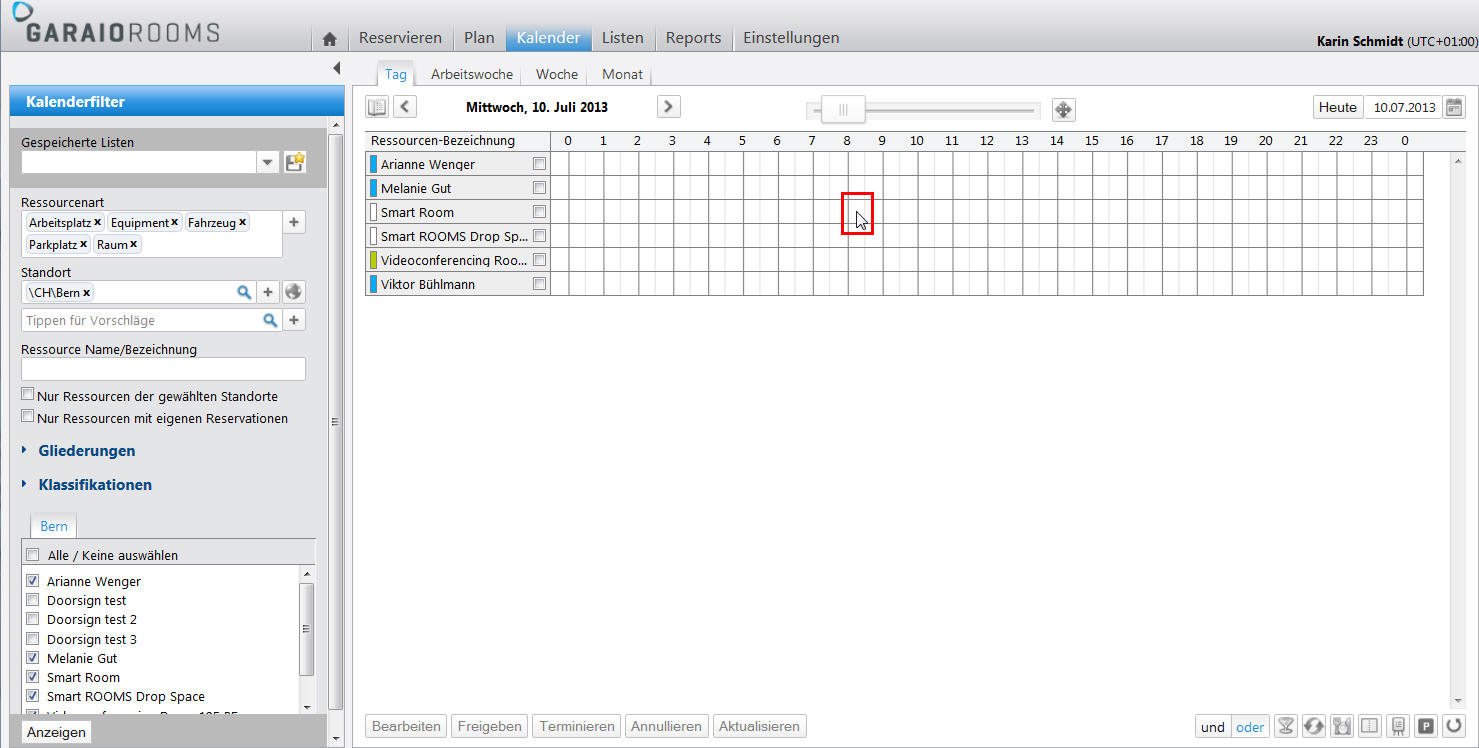 GARAIOROOMS
Reservieren Plan Kalender Listen Reports Einstellungen
Karin Schmidt (UTC+01:00)
Tag Arbeitswoche Woche Monat
Kalenderfilter
Gespeicherte Listen
Ressourcenart
Arbeitsplatz x Equipment x Fahrzeug x
Parkplatz x Raum x
Standort
\CH\Bern x
Tippen für Vorschläge
Ressource Name/Bezeichnung
Nur Ressourcen der gewählten Standorte
Nur Ressourcen mit eigenen Reservationen
Gliederungen
Klassifikationen
Bern
Alle / Keine auswählen
Arianne Wenger
Doorsign test
Doorsign test 2
Doorsign test 3
Melanie Gut
Smart Room
Smart ROOMS Drop Space
Anzeigen
Mittwoch, 10. Juli 2013
Heute 10.07.2013
Ressourcen-Bezeichnung 0 1 2 3 4 5 6 7 8 9 10 11 12 13 14 15 16 17 18 19 20 21 22 23 0
Arianne Wenger
Melanie Gut
Smart Room
Smart ROOMS Drop Sp...
Videoconferencing Roo...
Viktor Bühlmann
Bearbeiten Freigeben Terminieren Annullieren Aktualisieren
und oder P